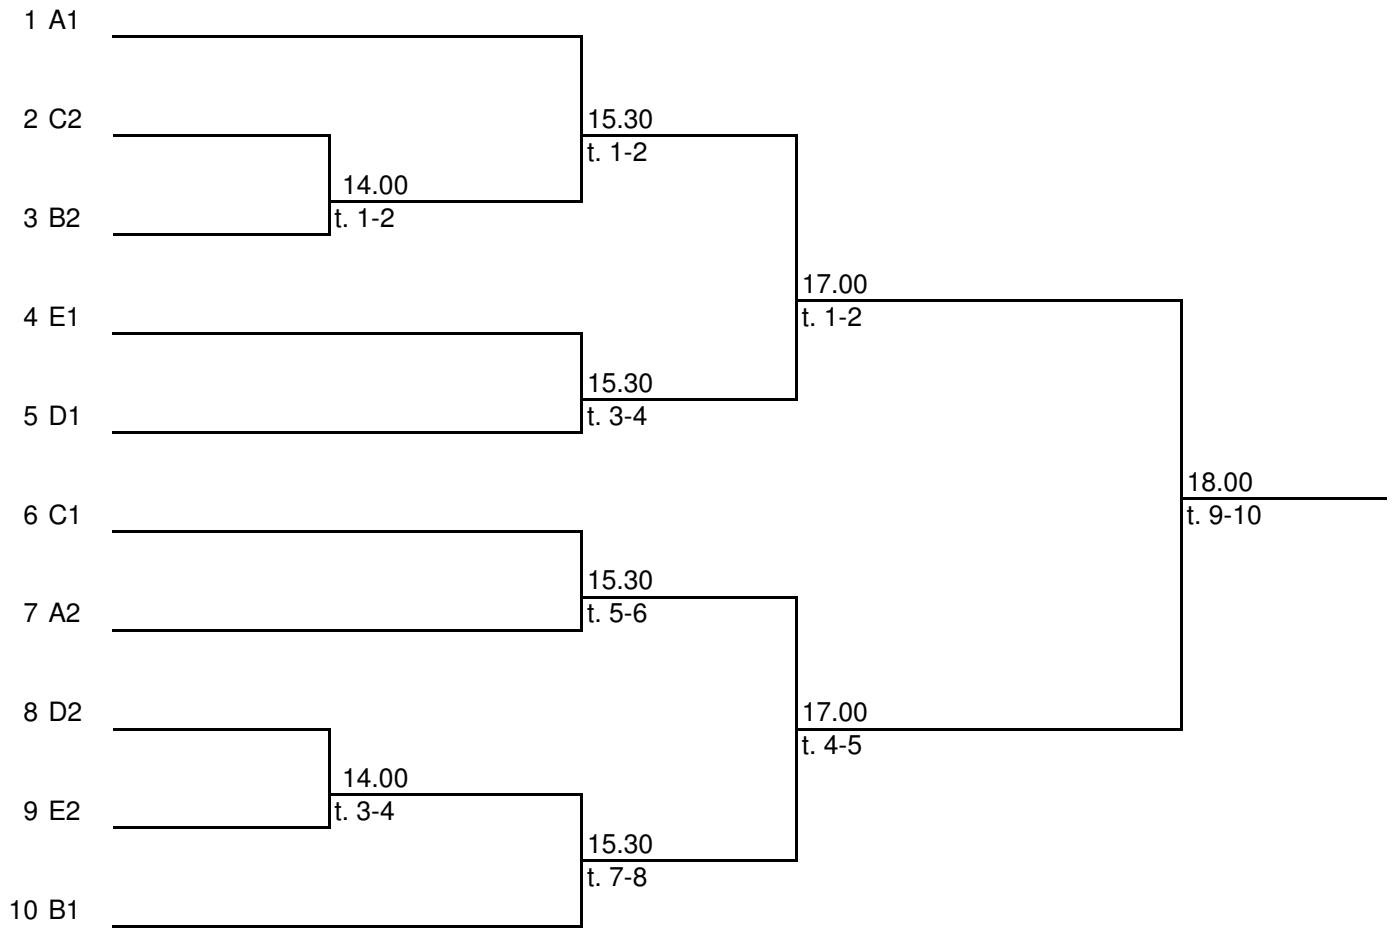 1 A1
2 C2
15.30
t. 1-2
14.00
3 B2
t. 1-2
17.00
4 E1
t. 1-2
15.30
5 D1
t. 3-4
18.00
6 C1
t. 9-10
15.30
7 A2
t. 5-6
8 D2
17.00
t. 4-5
14.00
9 E2
t. 3-4
15.30
t. 7-8
10 B1